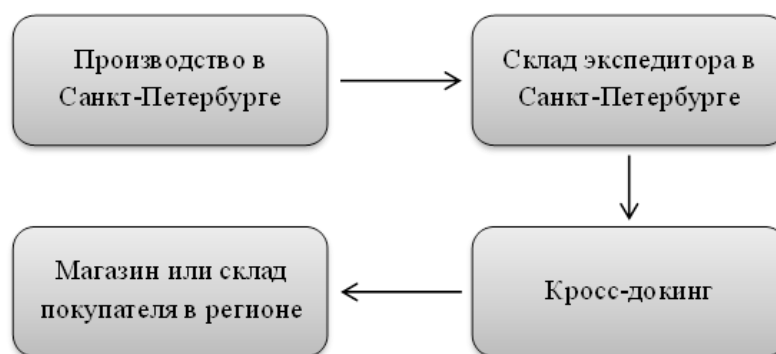 Производство в
Санкт-Петербурге
Склад экспедитора в
Санкт-Петербурге
Кросс-докинг
Магазин или склад
покупателя в регионе